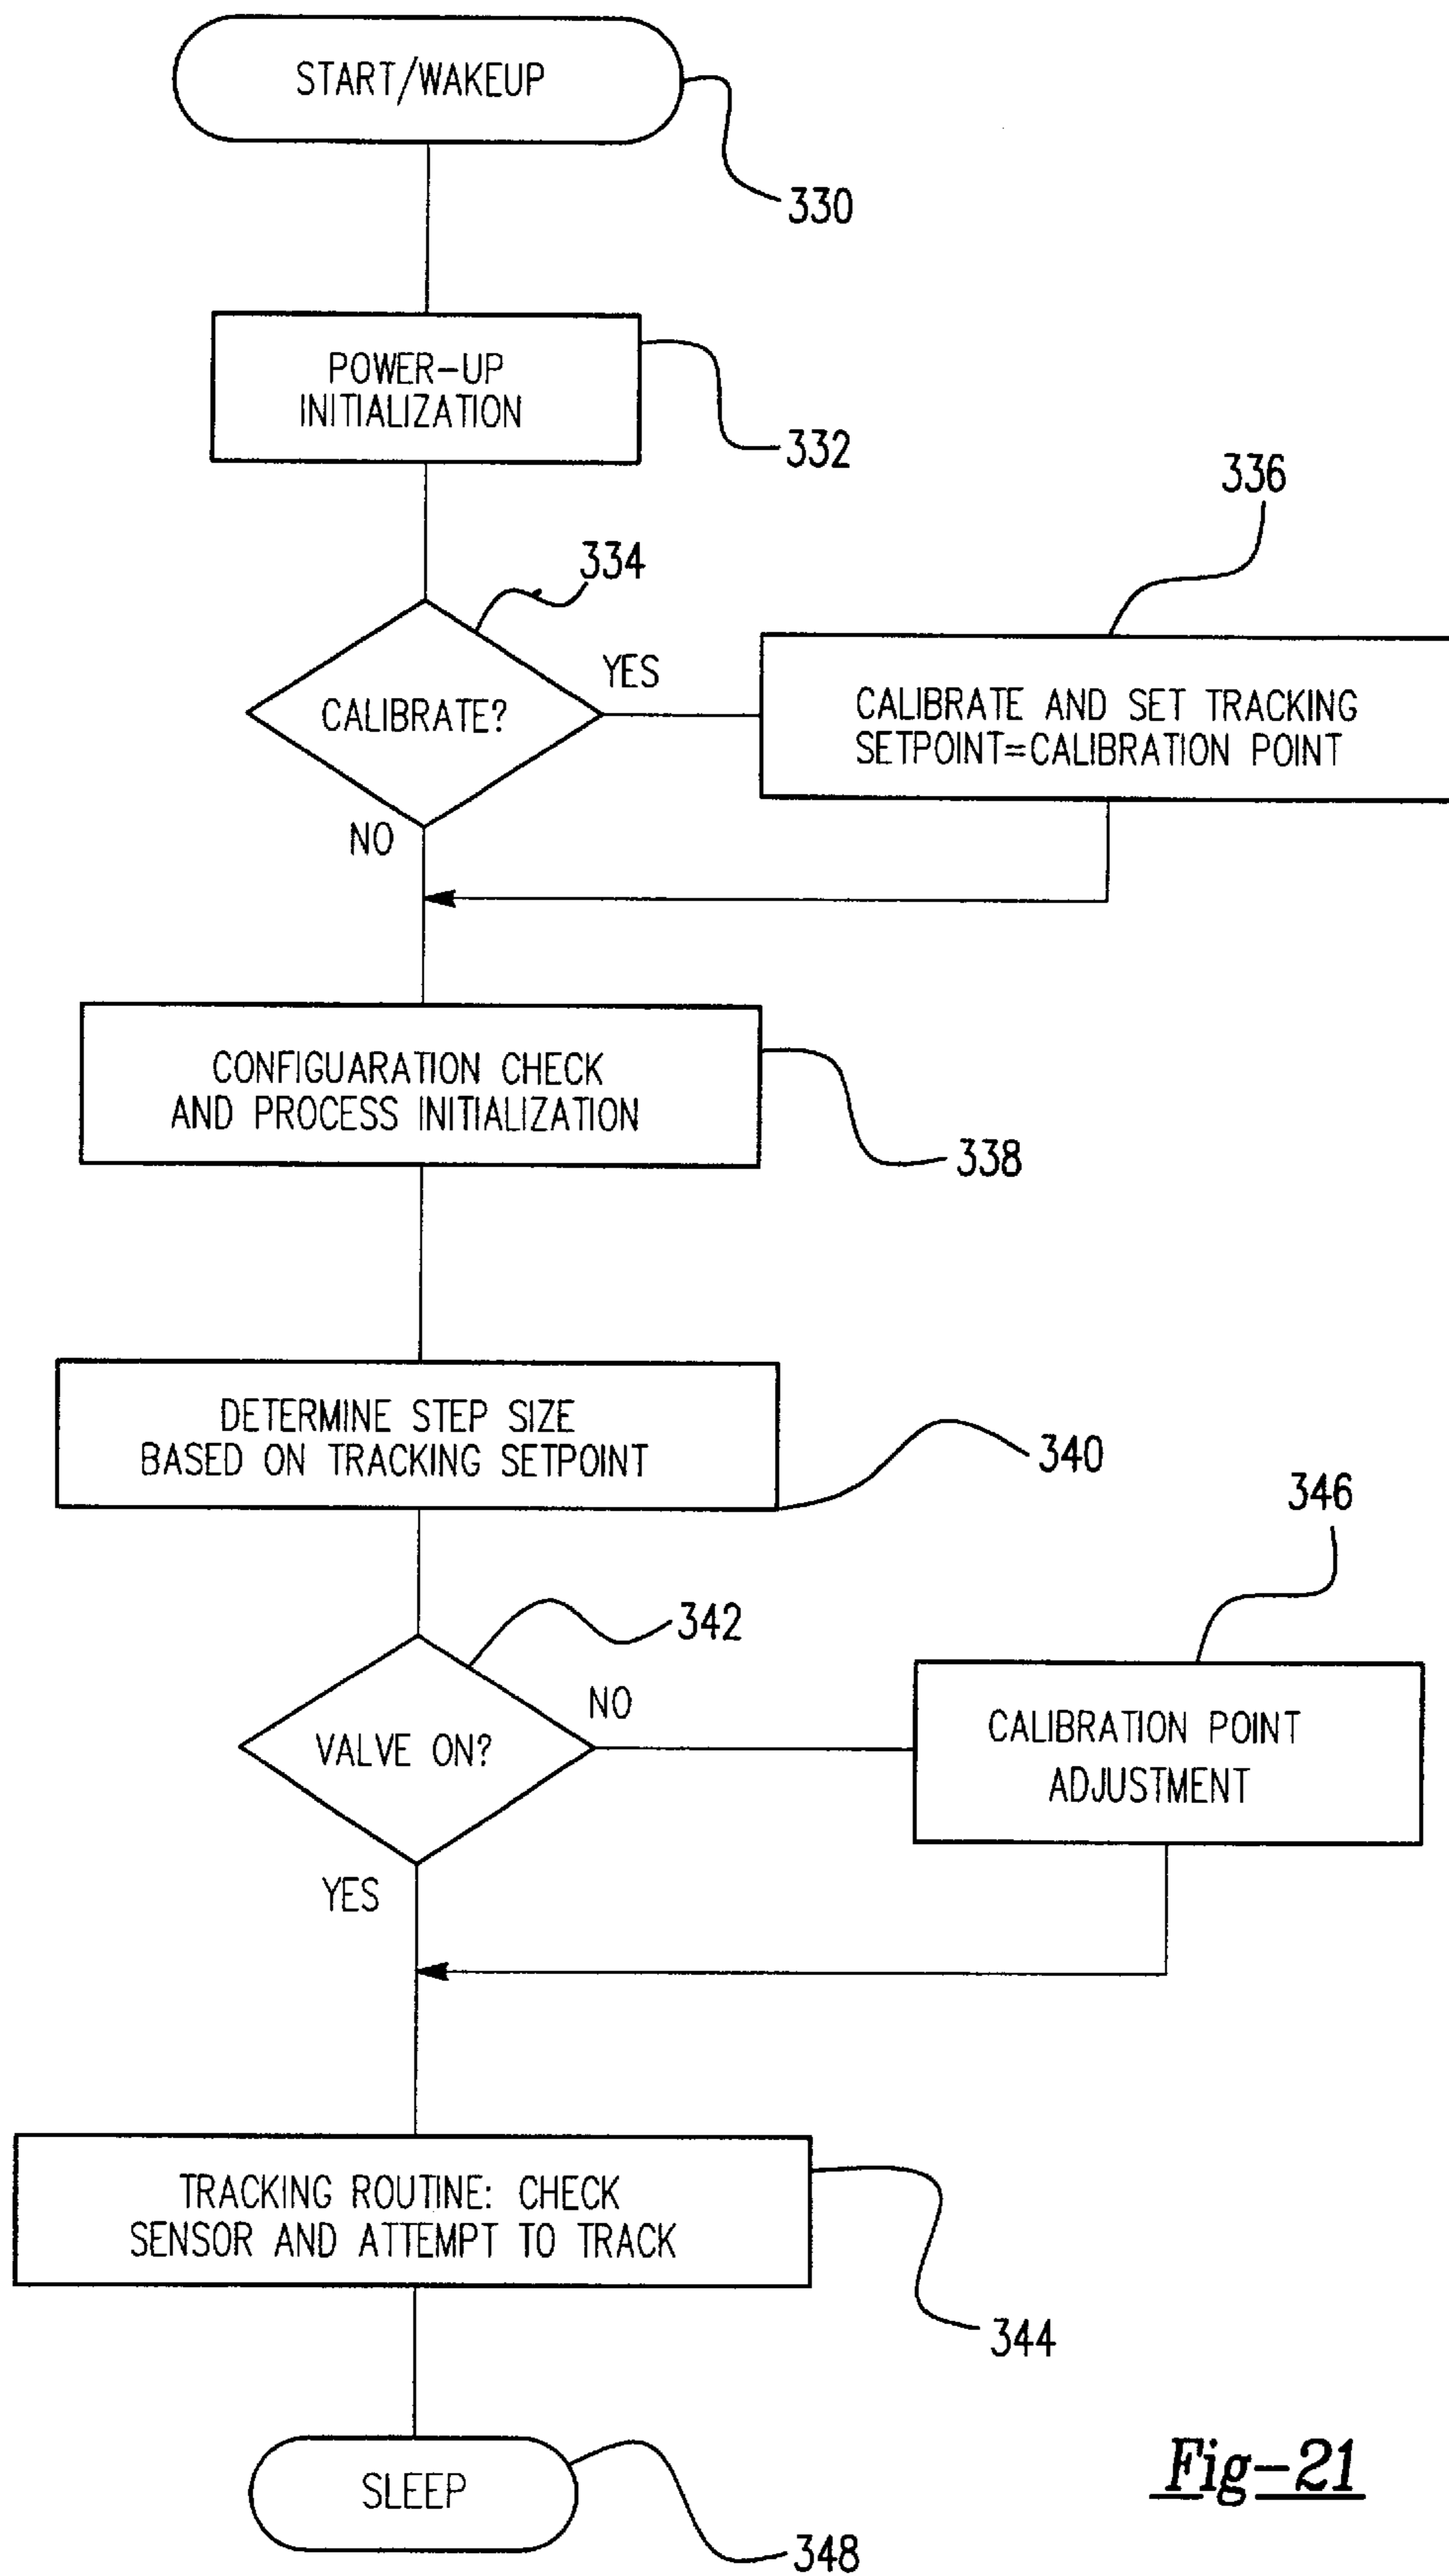 START/WAKEUP
330
POWER-UP
INITIALIZATION
332
334
336
CALIBRATE?
YES
CALIBRATE AND SET TRACKING
SETPOINT=CALIBRATION POINT
NO
CONFIGUARATION CHECK
AND PROCESS INITIALIZATION
338
DETERMINE STEP SIZE
BASED ON TRACKING SETPOINT
340
346
342
VALVE ON?
NO
CALIBRATION POINT
ADJUSTMENT
YES
TRACKING ROUTINE: CHECK
SENSOR AND ATTEMPT TO TRACK
344
SLEEP
348
Fig-21